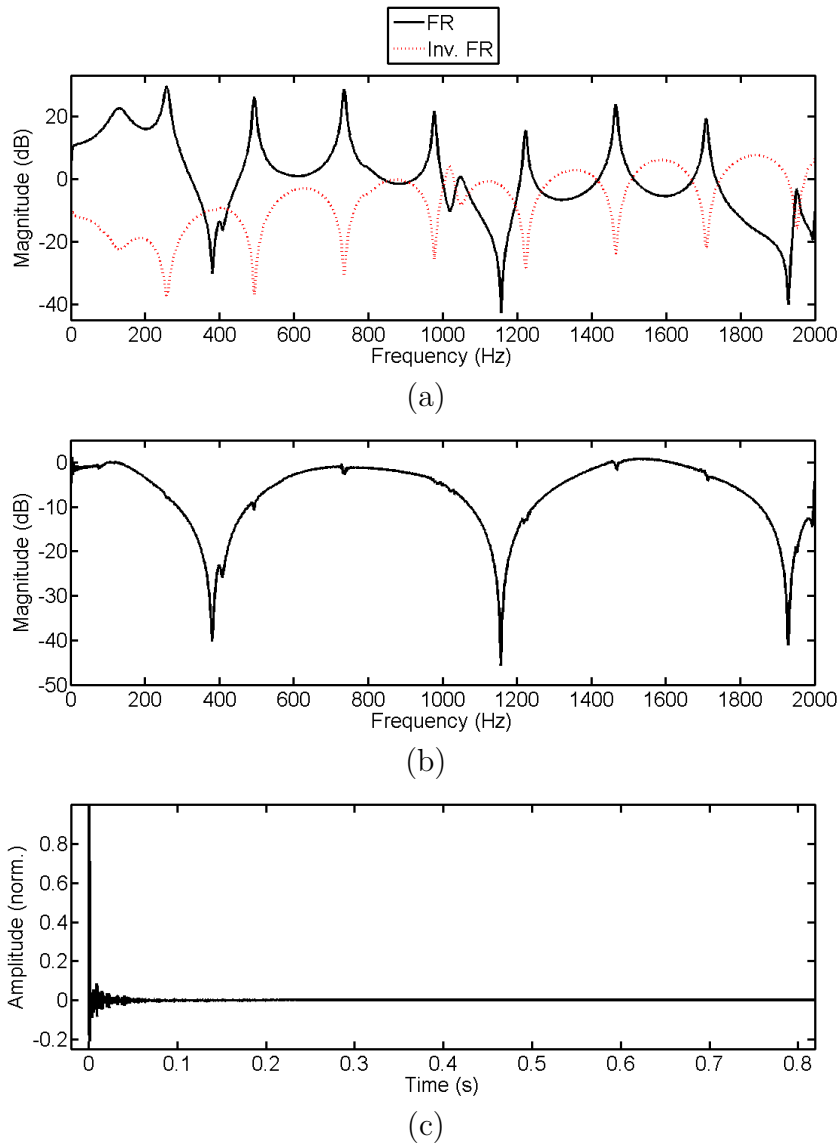 FR
Inv. FR
20
0
-20
-40
Magnitude (dB)
0 200 400 600 800 1000 1200 1400 1600 1800 2000
Frequency (Hz)
(a)
0
-10
-20
-30
-40
-50
Magnitude (dB)
0 200 400 600 800 1000 1200 1400 1600 1800 2000
Frequency (Hz)
(b)
0.8
0.6
0.4
0.2
0
-0.2
Amplitude (norm.)
0 0.1 0.2 0.3 0.4 0.5 0.6 0.7 0.8
Time (s)
(c)